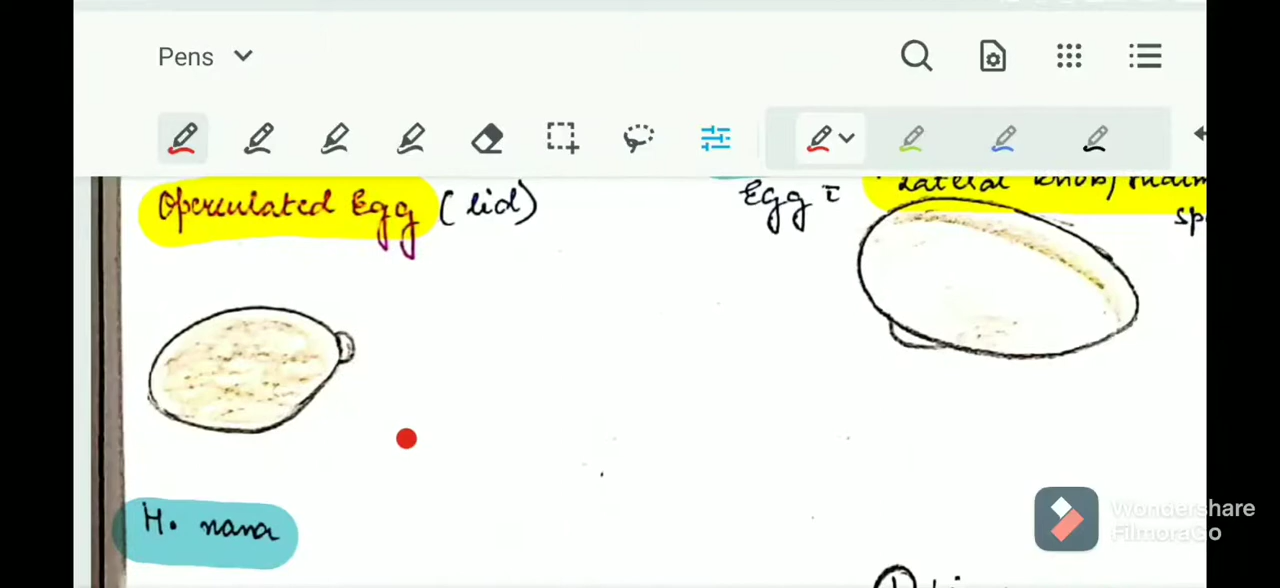 Pens
Operculated Egg (lid)
Egg c̄
Lateral knob/
H. nana
Wondershare
FilmoraGo